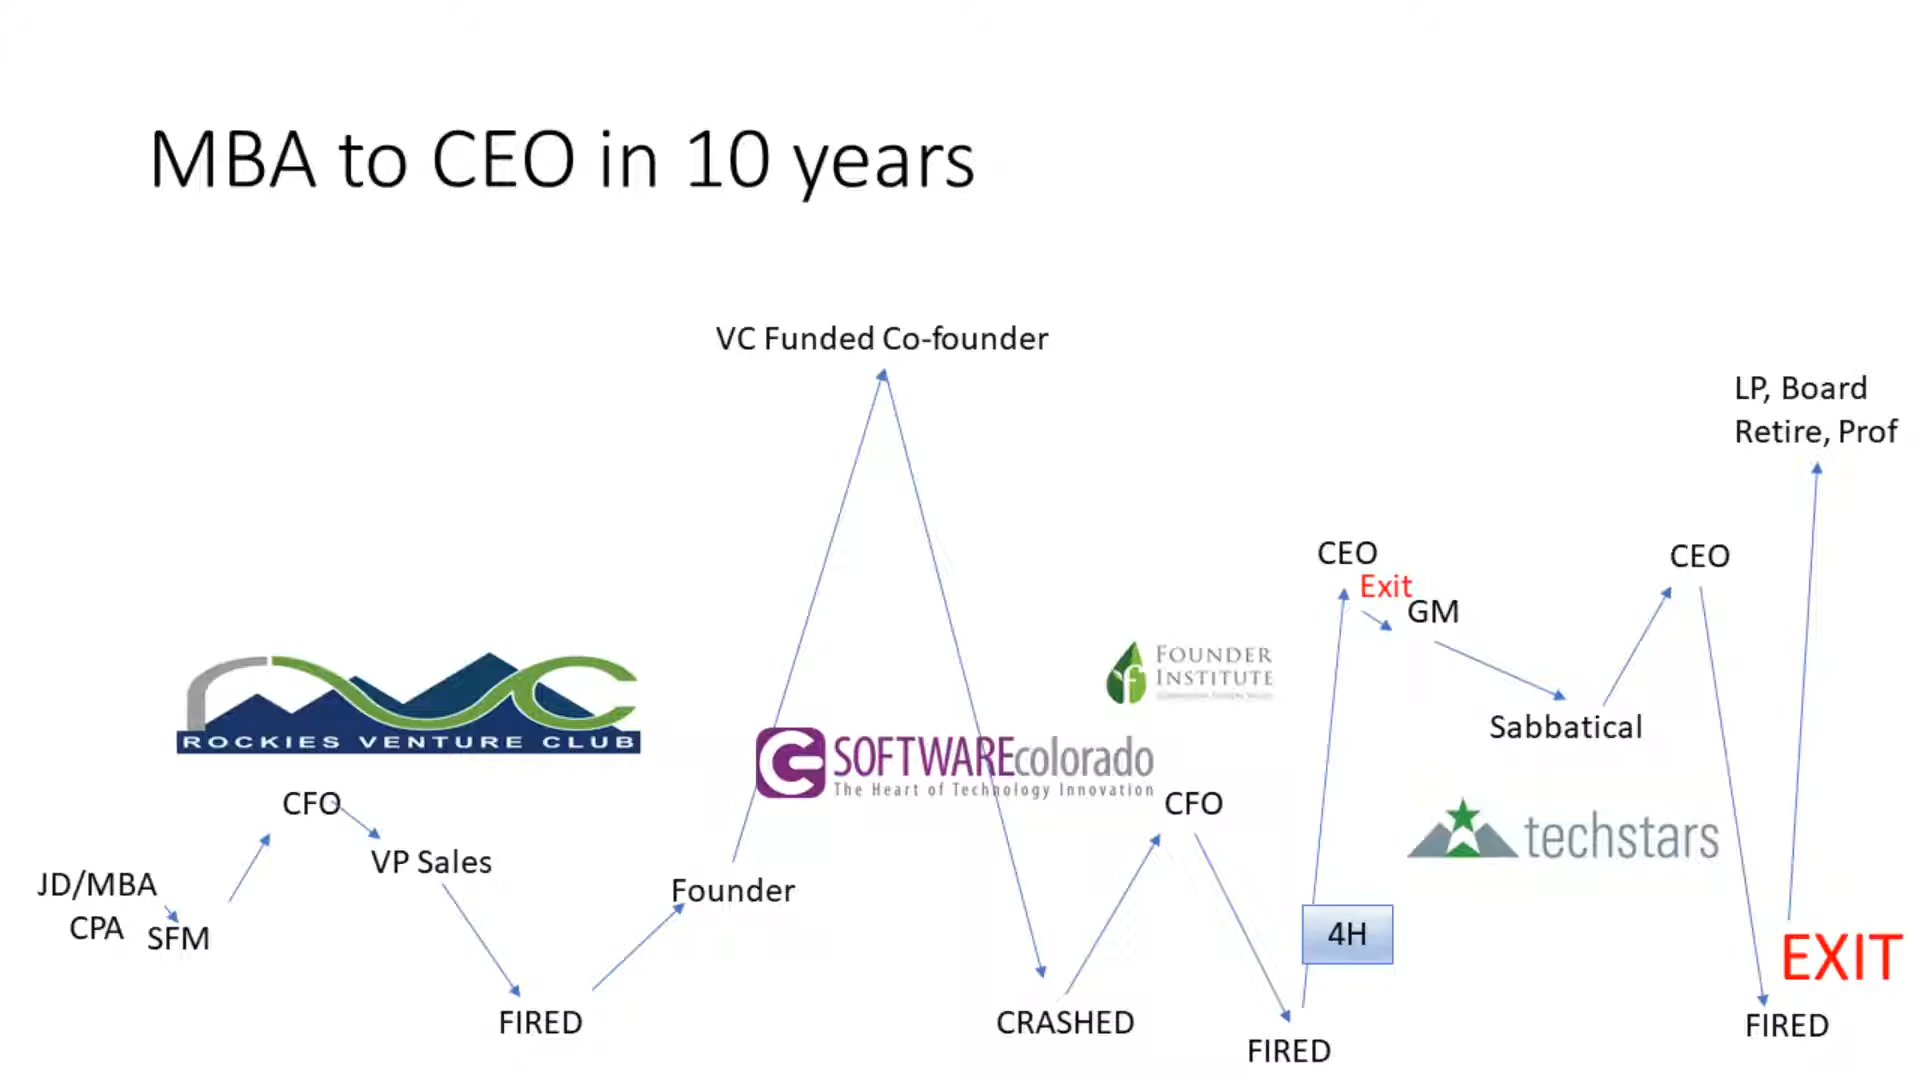 MBA to CEO in 10 years
VC Funded Co-founder
LP, Board
Retire, Prof
CEO
Exit
GM
CEO
FOUNDER
INSTITUTE
ROCKIES VENTURE CLUB
SOFTWAREcolorado
The Heart of Technology Innovation
Sabbatical
CFO
CFO
techstars
VP Sales
JD/MBA
CPA
SFM
Founder
4H
EXIT
FIRED
CRASHED
FIRED
FIRED